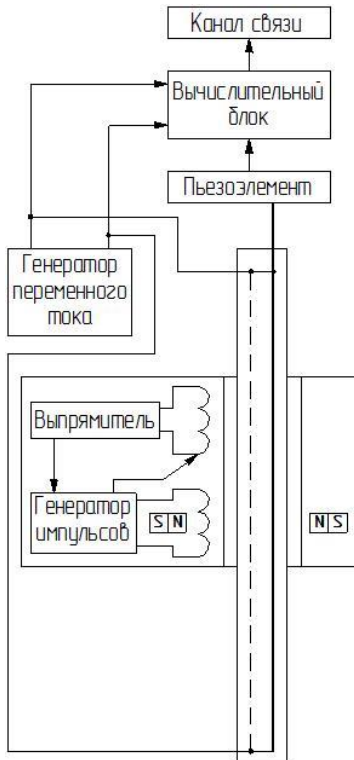 Канал связи
Вычислительный
блок
Пьезоэлемент
Генератор
переменного
тока
Выпрямитель
Генератор
импульсов
S N
N S